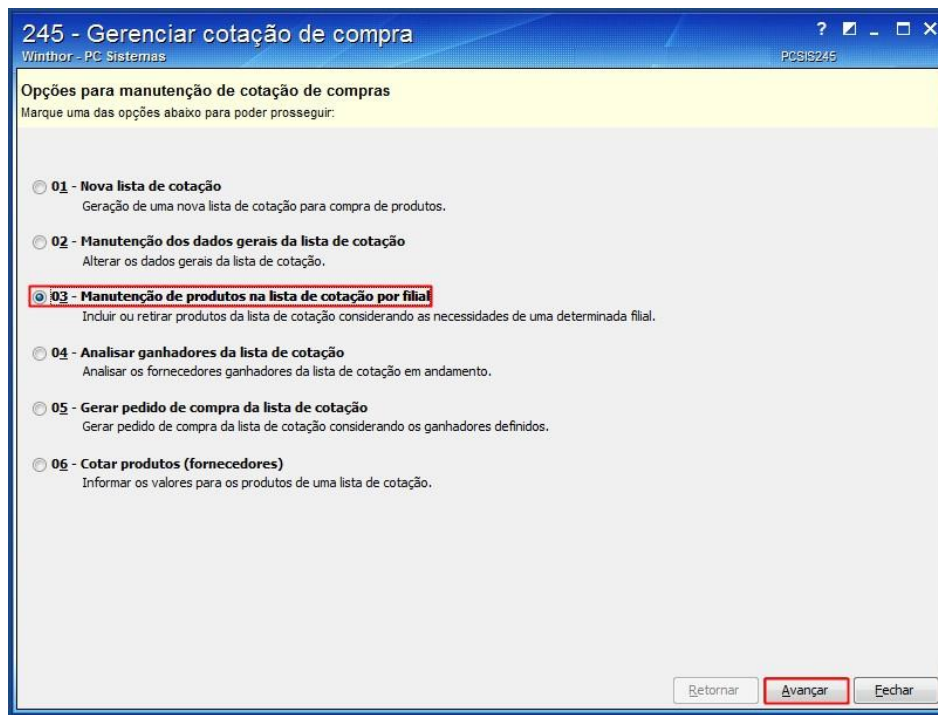 245 - Gerenciar cotação de compra
Winthor - PC Sistemas
PCSIS245
Opções para manutenção de cotação de compras
Marque uma das opções abaixo para poder prosseguir:
01 - Nova lista de cotação
Geração de uma nova lista de cotação para compra de produtos.
02 - Manutenção dos dados gerais da lista de cotação
Alterar os dados gerais da lista de cotação.
03 - Manutenção de produtos na lista de cotação por filial
Incluir ou retirar produtos da lista de cotação considerando as necessidades de uma determinada filial.
04 - Analisar ganhadores da lista de cotação
Analisar os fornecedores ganhadores da lista de cotação em andamento.
05 - Gerar pedido de compra da lista de cotação
Gerar pedido de compra da lista de cotação considerando os ganhadores definidos.
06 - Cotar produtos (fornecedores)
Informar os valores para os produtos de uma lista de cotação.
Retornar Avançar Fechar